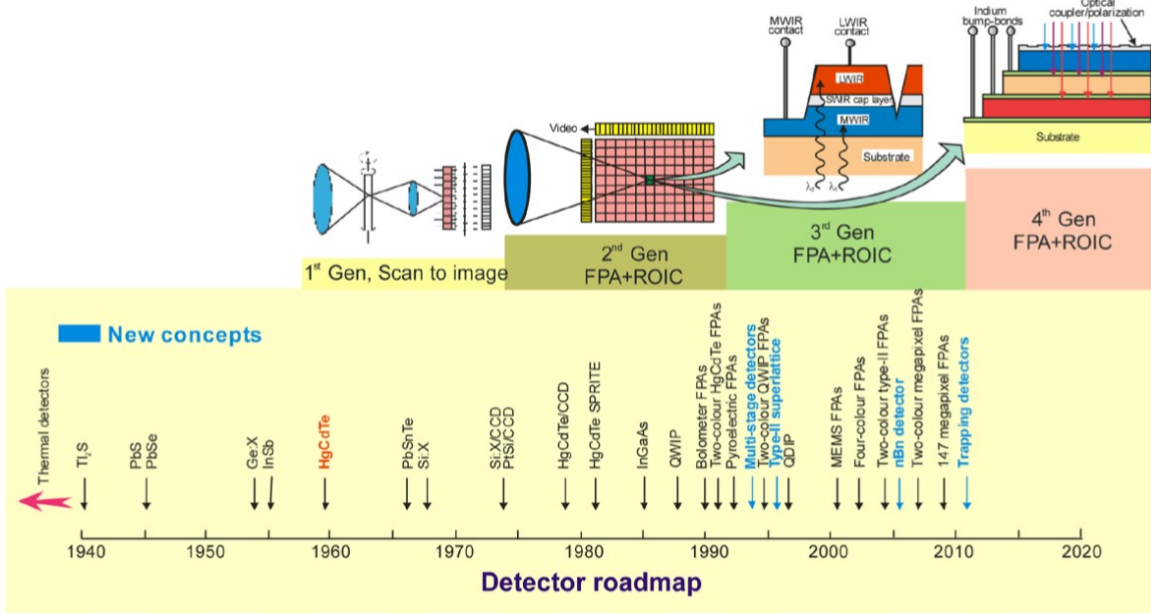 MWIR
contact
LWIR
contact
Indium
bump-bonds
Optical
coupler/polarization
LWIR
SWIR cap layer
MWIR
Substrate
Substrate
Video
1st Gen, Scan to image
2nd Gen
FPA+ROIC
3rd Gen
FPA+ROIC
4th Gen
FPA+ROIC
New concepts
Thermal detectors
Tl₂S
PbS
PbSe
Ge:X
InSb
HgCdTe
PbSnTe
Si:X
Si:X/CCD
PtSi/CCD
HgCdTe/CCD
HgCdTe SPRITE
InGaAs
QWIP
Bolometer FPAs
Two-colour HgCdTe FPAs
Pyroelectric FPAs
Multi-stage detectors
Two-colour QWIP FPAs
Type-II superlattice
QDIP
MEMS FPAs
Four-colour FPAs
Two-colour type-II FPAs
nBn detector
Two-colour megapixel FPAs
147 megapixel FPAs
Trapping detectors
1940 1950 1960 1970 1980 1990 2000 2010 2020
Detector roadmap